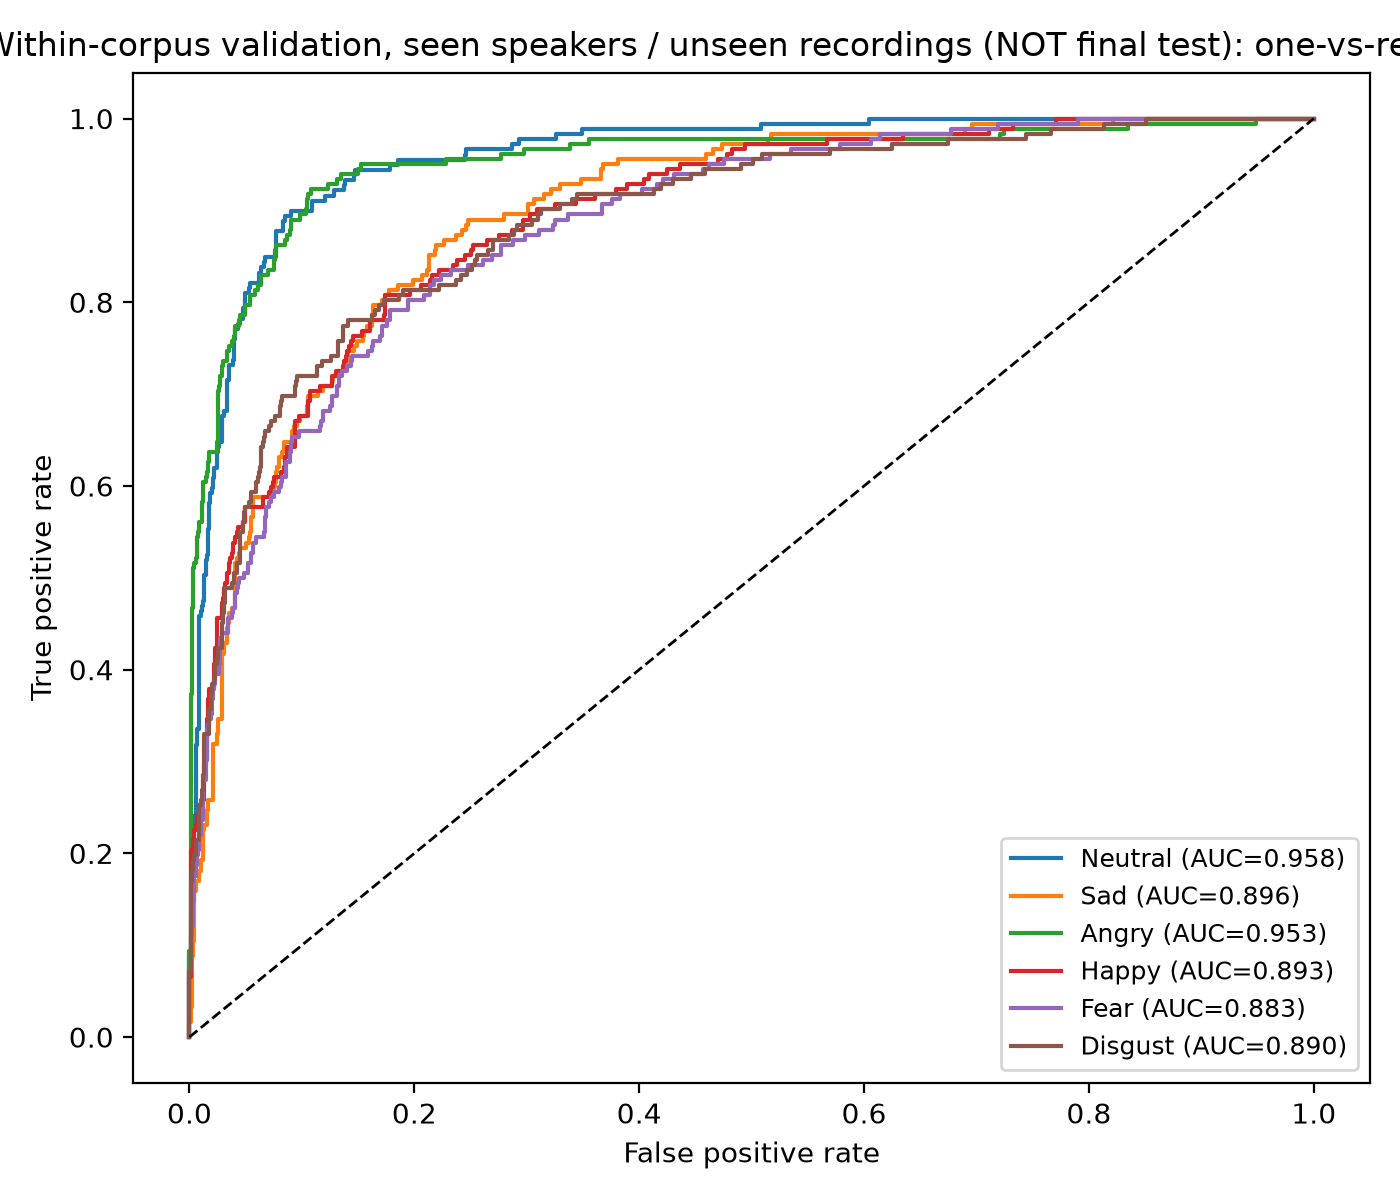 Within-corpus validation, seen speakers / unseen recordings (NOT final test): one-vs-re
1.0
0.8
0.6
0.4
0.2
0.0
True positive rate
0.0 0.2 0.4 0.6 0.8 1.0
False positive rate
Neutral (AUC=0.958)
Sad (AUC=0.896)
Angry (AUC=0.953)
Happy (AUC=0.893)
Fear (AUC=0.883)
Disgust (AUC=0.890)